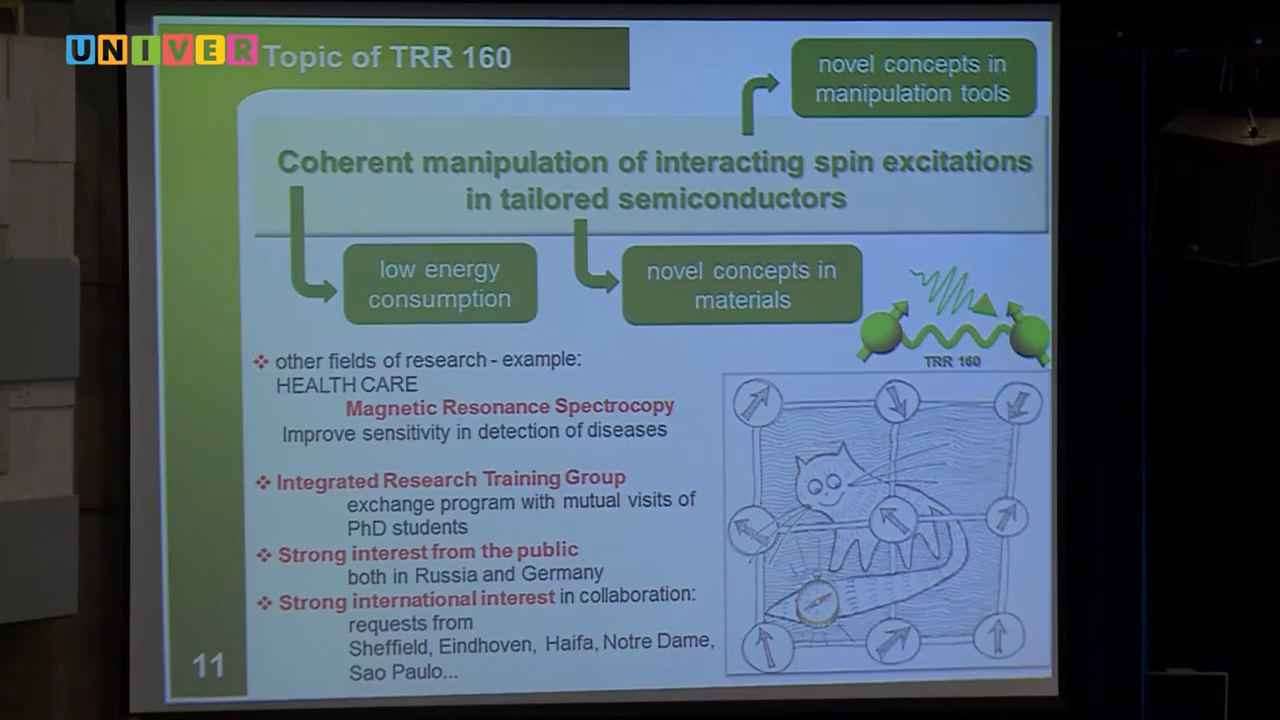 UNIVER
Topic of TRR 160
novel concepts in
manipulation tools
Coherent manipulation of interacting spin excitations
in tailored semiconductors
low energy
consumption
novel concepts in
materials
TRR 160
❖ other fields of research - example:
HEALTH CARE
Magnetic Resonance Spectrocopy
Improve sensitivity in detection of diseases
❖ Integrated Research Training Group
exchange program with mutual visits of
PhD students
❖ Strong interest from the public
both in Russia and Germany
❖ Strong international interest in collaboration:
requests from
Sheffield, Eindhoven, Haifa, Notre Dame,
Sao Paulo...
11